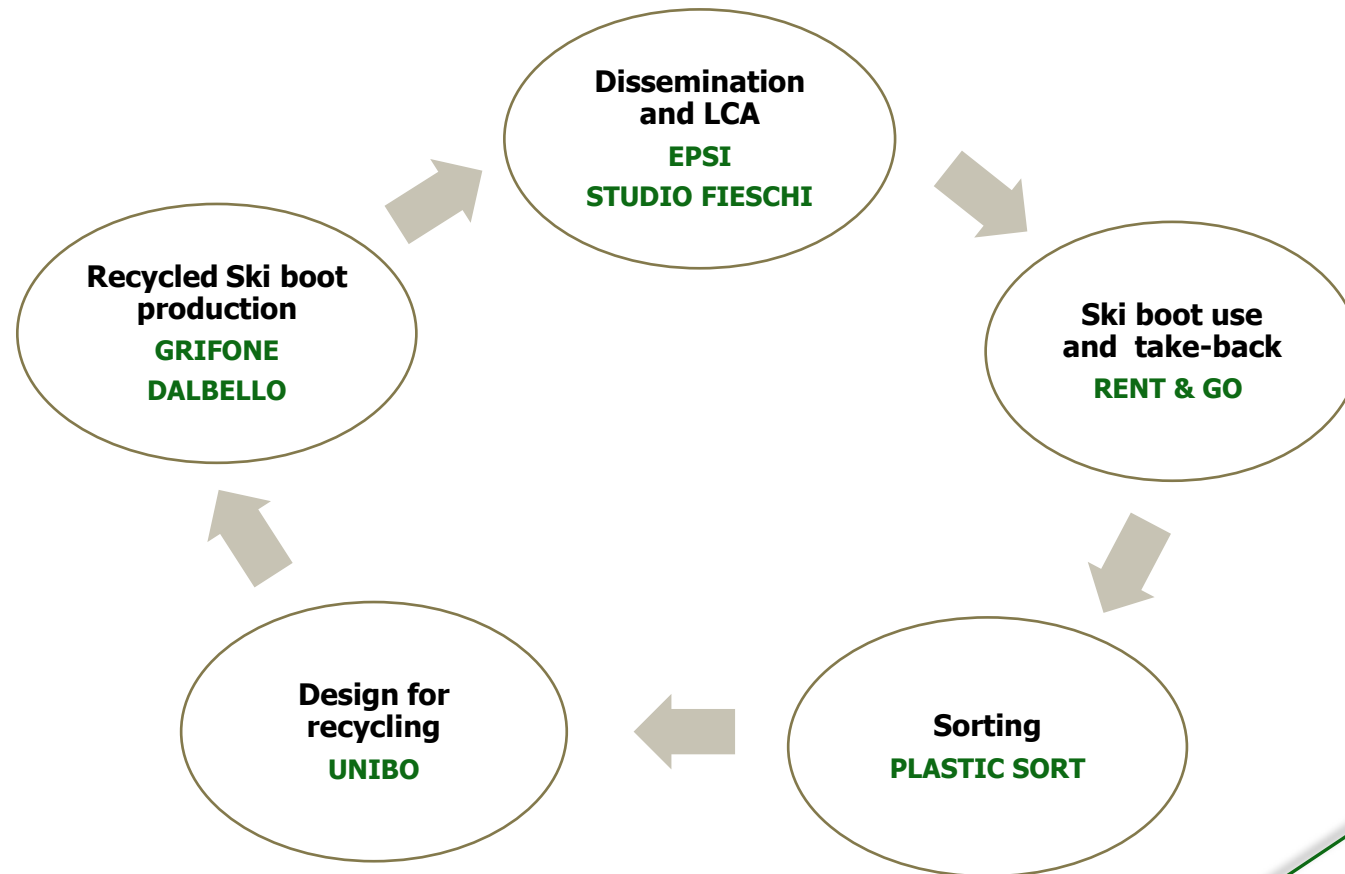 Dissemination
and LCA
EPSI
STUDIO FIESCHI
Ski boot use
and take-back
RENT & GO
Sorting
PLASTIC SORT
Design for
recycling
UNIBO
Recycled Ski boot
production
GRIFONE
DALBELLO